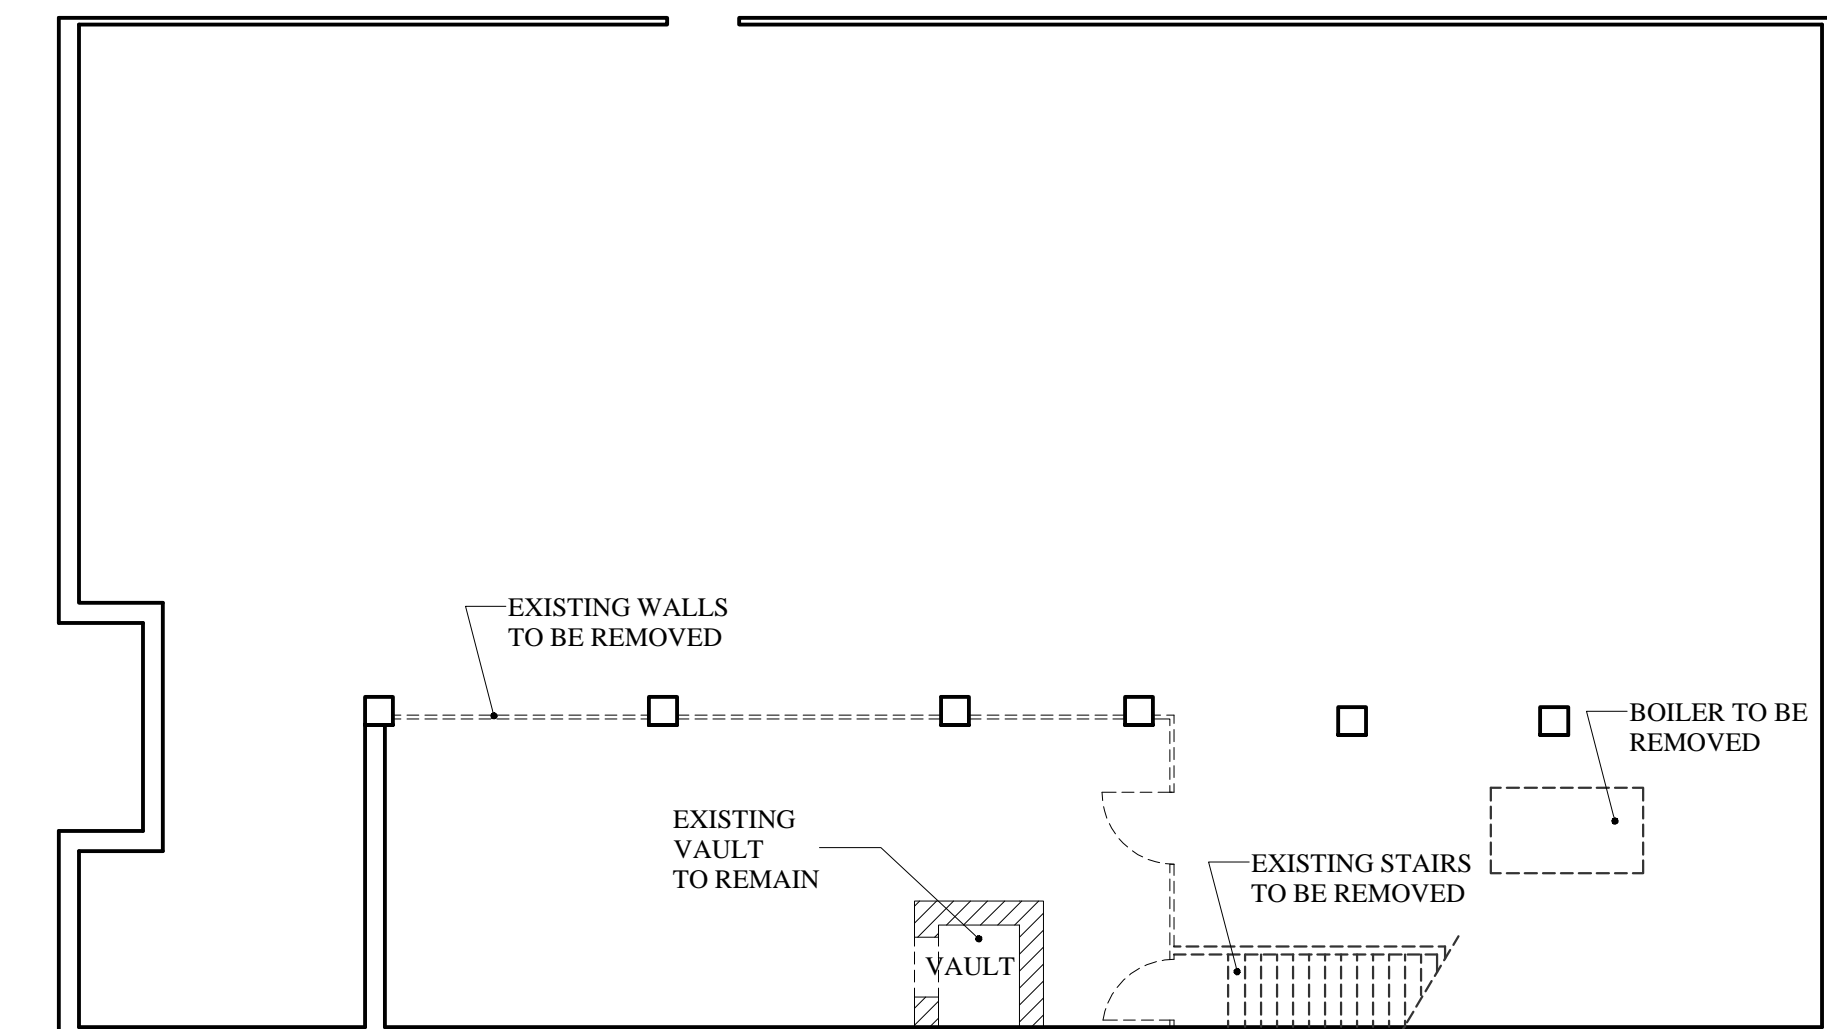 EXISTING WALLS
TO BE REMOVED
BOILER TO BE
REMOVED
EXISTING
VAULT
TO REMAIN
EXISTING STAIRS
TO BE REMOVED
VAULT